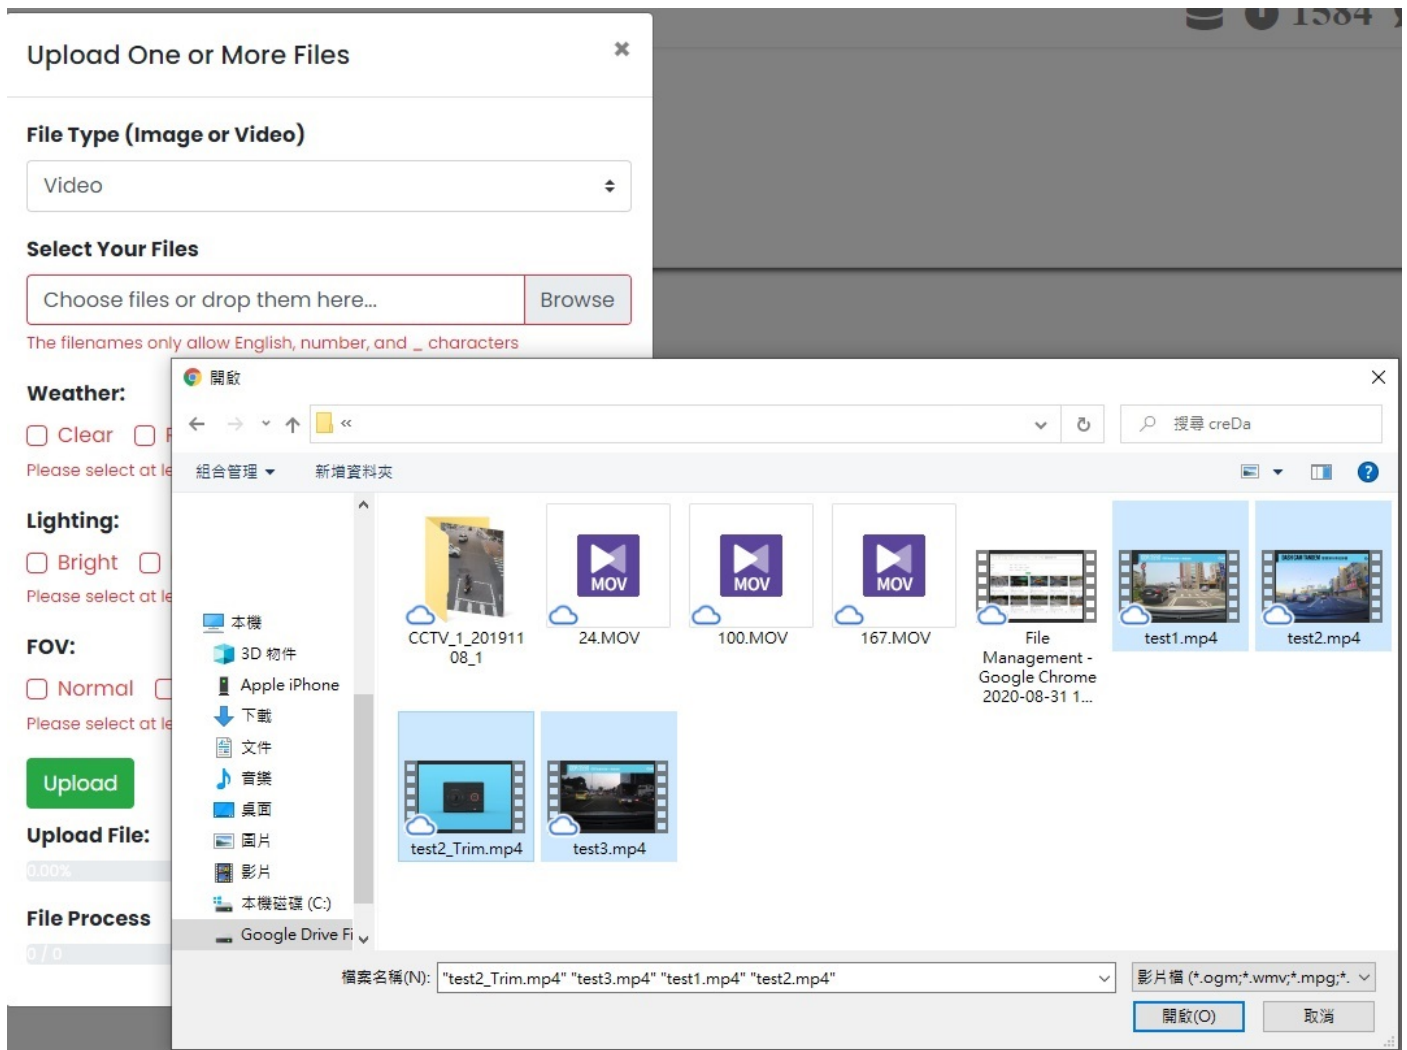 1584
Upload One or More Files
×
File Type (Image or Video)
Video
Select Your Files
Choose files or drop them here...
Browse
The filenames only allow English, number, and _ characters
Weather:
Clear
Please select at le
Lighting:
Bright
Please select at le
FOV:
Normal
Please select at le
Upload
Upload File:
0.00%
File Process
0 / 0
開啟
«
搜尋 creDa
組合管理
新增資料夾
本機
3D 物件
Apple iPhone
下載
文件
音樂
桌面
圖片
影片
本機磁碟 (C:)
Google Drive Fi
MOV
MOV
MOV
CCTV_1_201911
08_1
24.MOV
100.MOV
167.MOV
File
Management -
Google Chrome
2020-08-31 1...
test1.mp4
test2.mp4
test2_Trim.mp4
test3.mp4
檔案名稱(N):
"test2_Trim.mp4" "test3.mp4" "test1.mp4" "test2.mp4"
影片檔 (*.ogm;*.wmv;*.mpg;*.
開啟(O)
取消